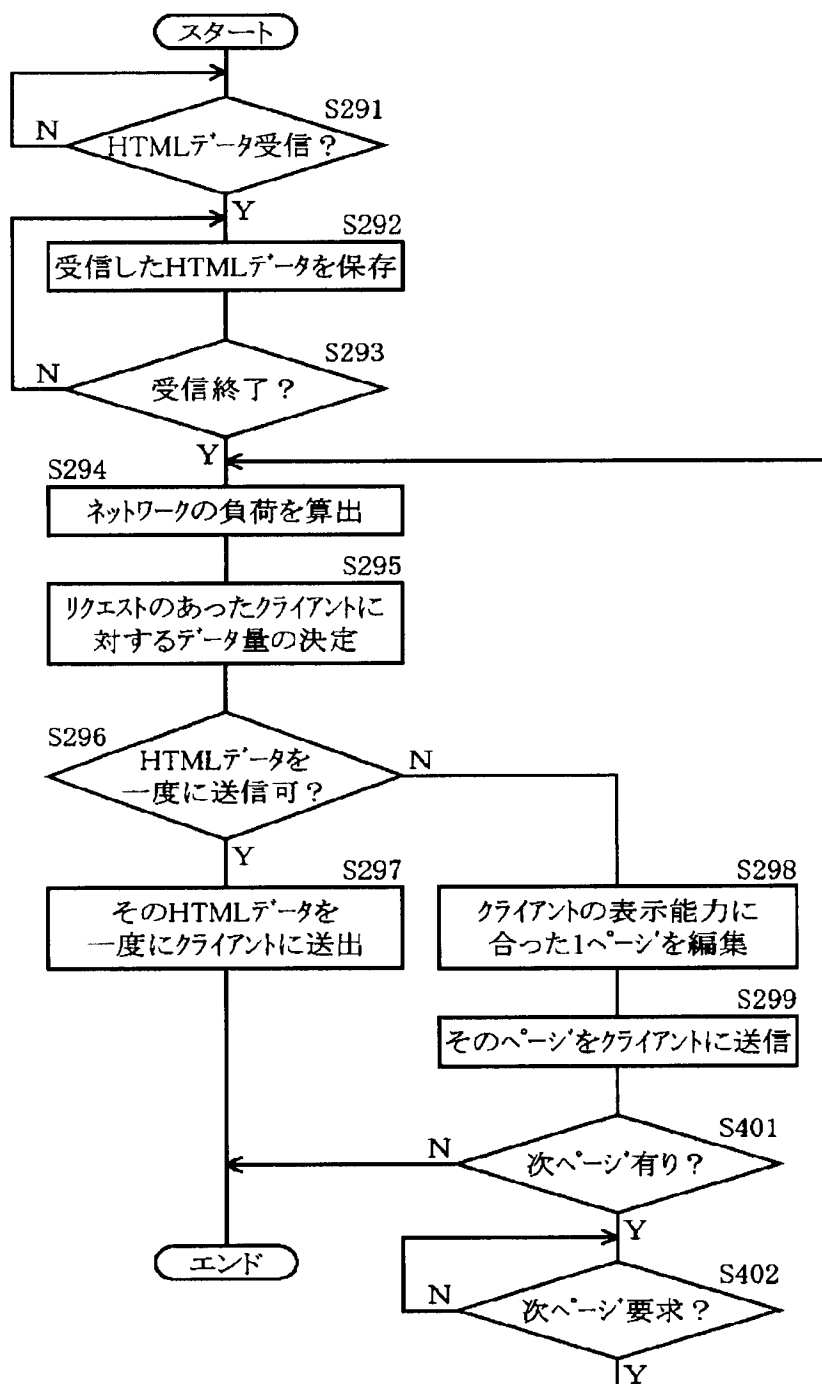 スタート
S291
N
HTMLデータ受信？
Y
S292
受信したHTMLデータを保存
S293
N
受信終了？
Y
S294
ネットワークの負荷を算出
S295
リクエストのあったクライアントに
対するデータ量の決定
S296
HTMLデータを
一度に送信可？
N
Y
S297
そのHTMLデータを
一度にクライアントに送出
S298
クライアントの表示能力に
合った1ページを編集
S299
そのページをクライアントに送信
S401
N
次ページ有り？
Y
エンド
S402
N
次ページ要求？
Y